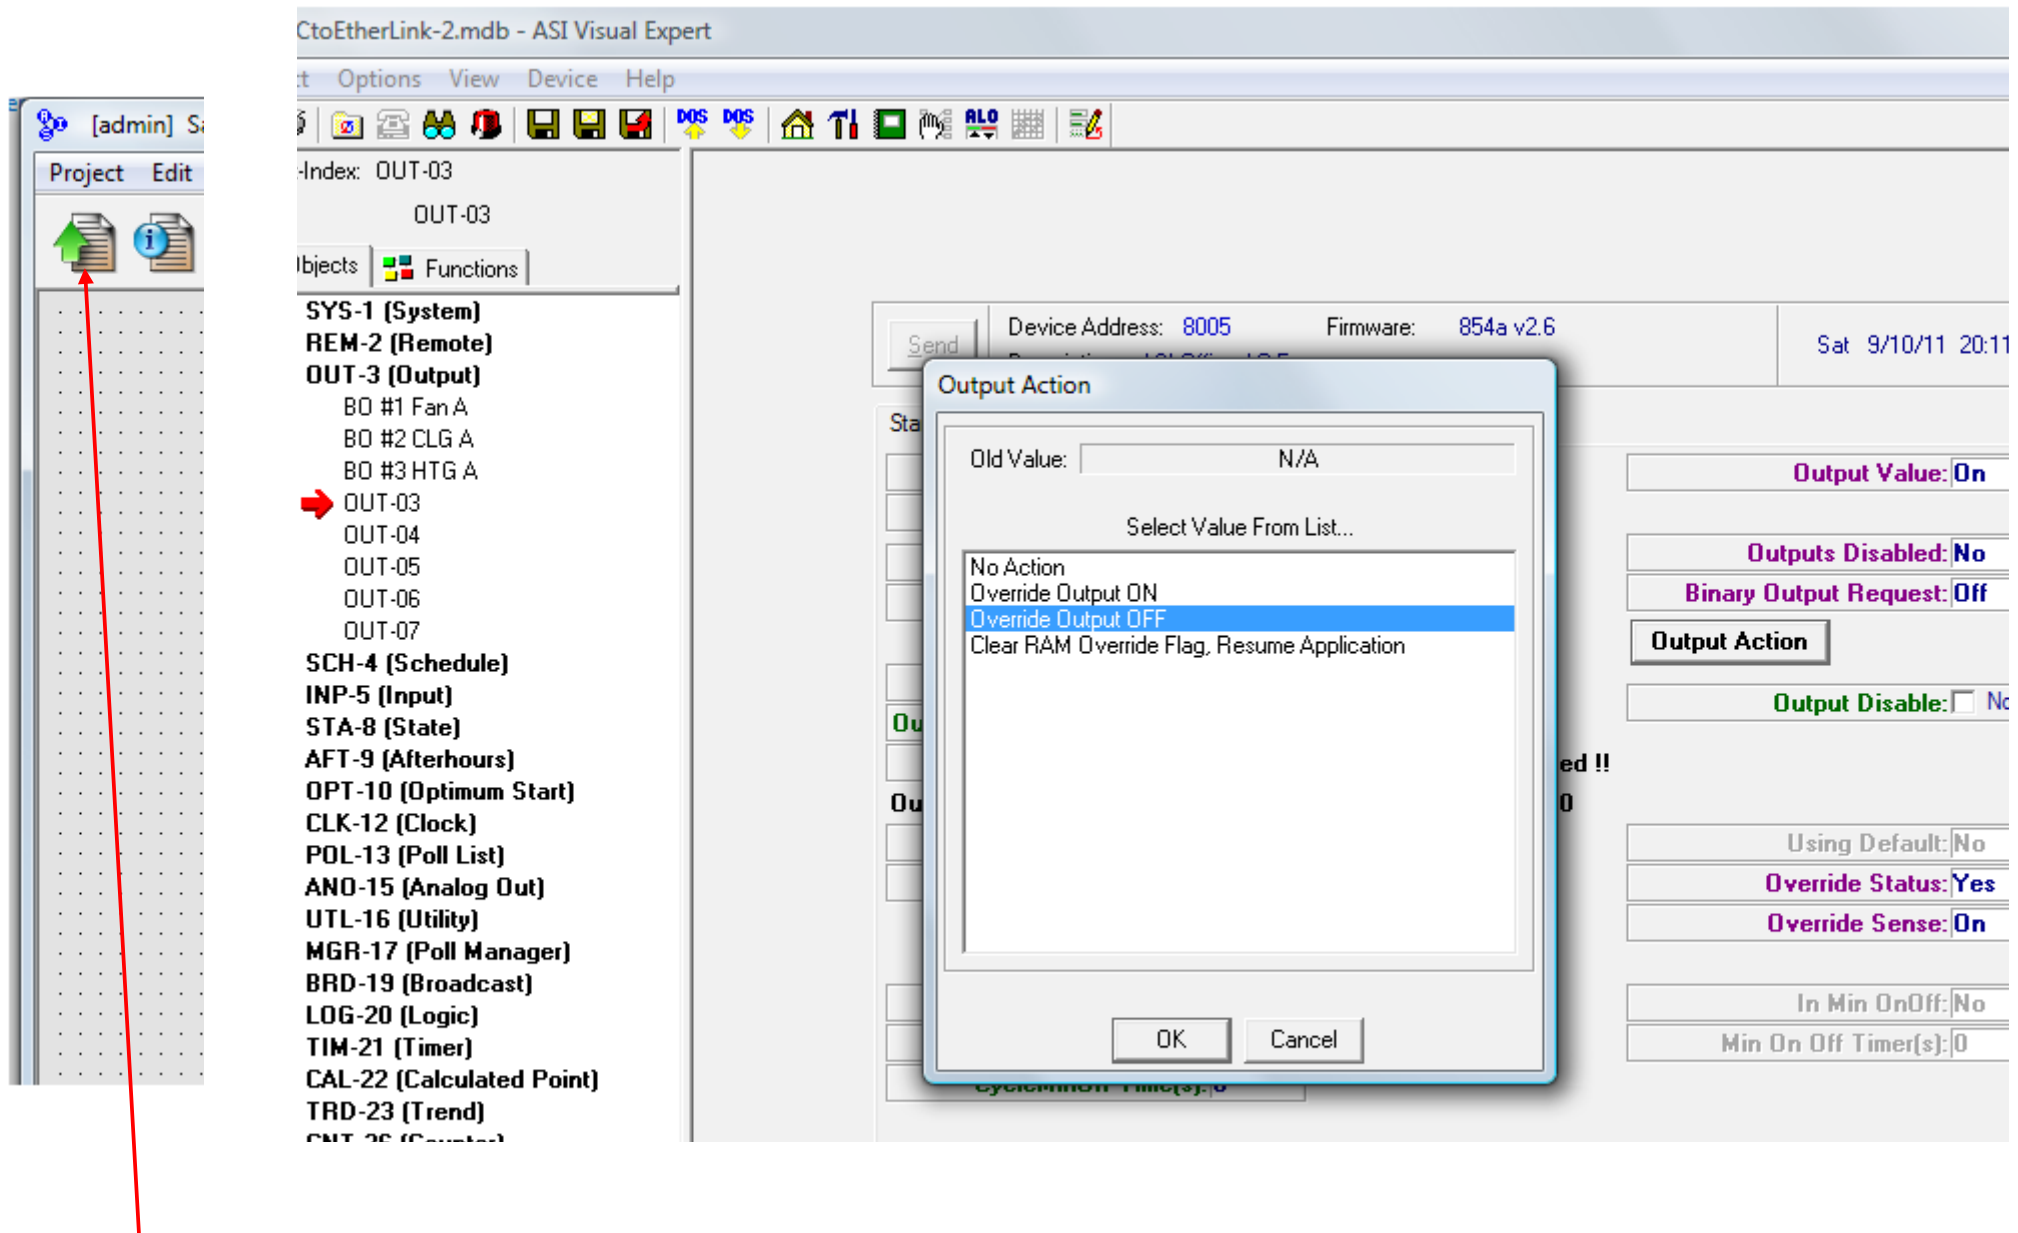 CtoEtherLink-2.mdb - ASI Visual Expert
Options View Device Help
[admin]
Project Edit
-Index: OUT-03
OUT-03
Functions
SYS-1 (System)
REM-2 (Remote)
OUT-3 (Output)
BO #1 Fan A
BO #2 CLG A
BO #3 HTG A
OUT-03
OUT-04
OUT-05
OUT-06
OUT-07
SCH-4 (Schedule)
INP-5 (Input)
STA-8 (State)
AFT-9 (Afterhours)
OPT-10 (Optimum Start)
CLK-12 (Clock)
POL-13 (Poll List)
ANO-15 (Analog Out)
UTL-16 (Utility)
MGR-17 (Poll Manager)
BRD-19 (Broadcast)
LOG-20 (Logic)
TIM-21 (Timer)
CAL-22 (Calculated Point)
TRD-23 (Trend)
Send
Device Address: 8005 Firmware: 854a v2.6
Sat 9/10/11 20:11
Output Action
Old Value: N/A
Select Value From List...
No Action
Override Output ON
Override Output OFF
Clear RAM Override Flag, Resume Application
OK Cancel
ed !!
0
Output Value: On
Outputs Disabled: No
Binary Output Request: Off
Output Action
Output Disable:
Using Default: No
Override Status: Yes
Override Sense: On
In Min OnOff: No
Min On Off Timer(s): 0